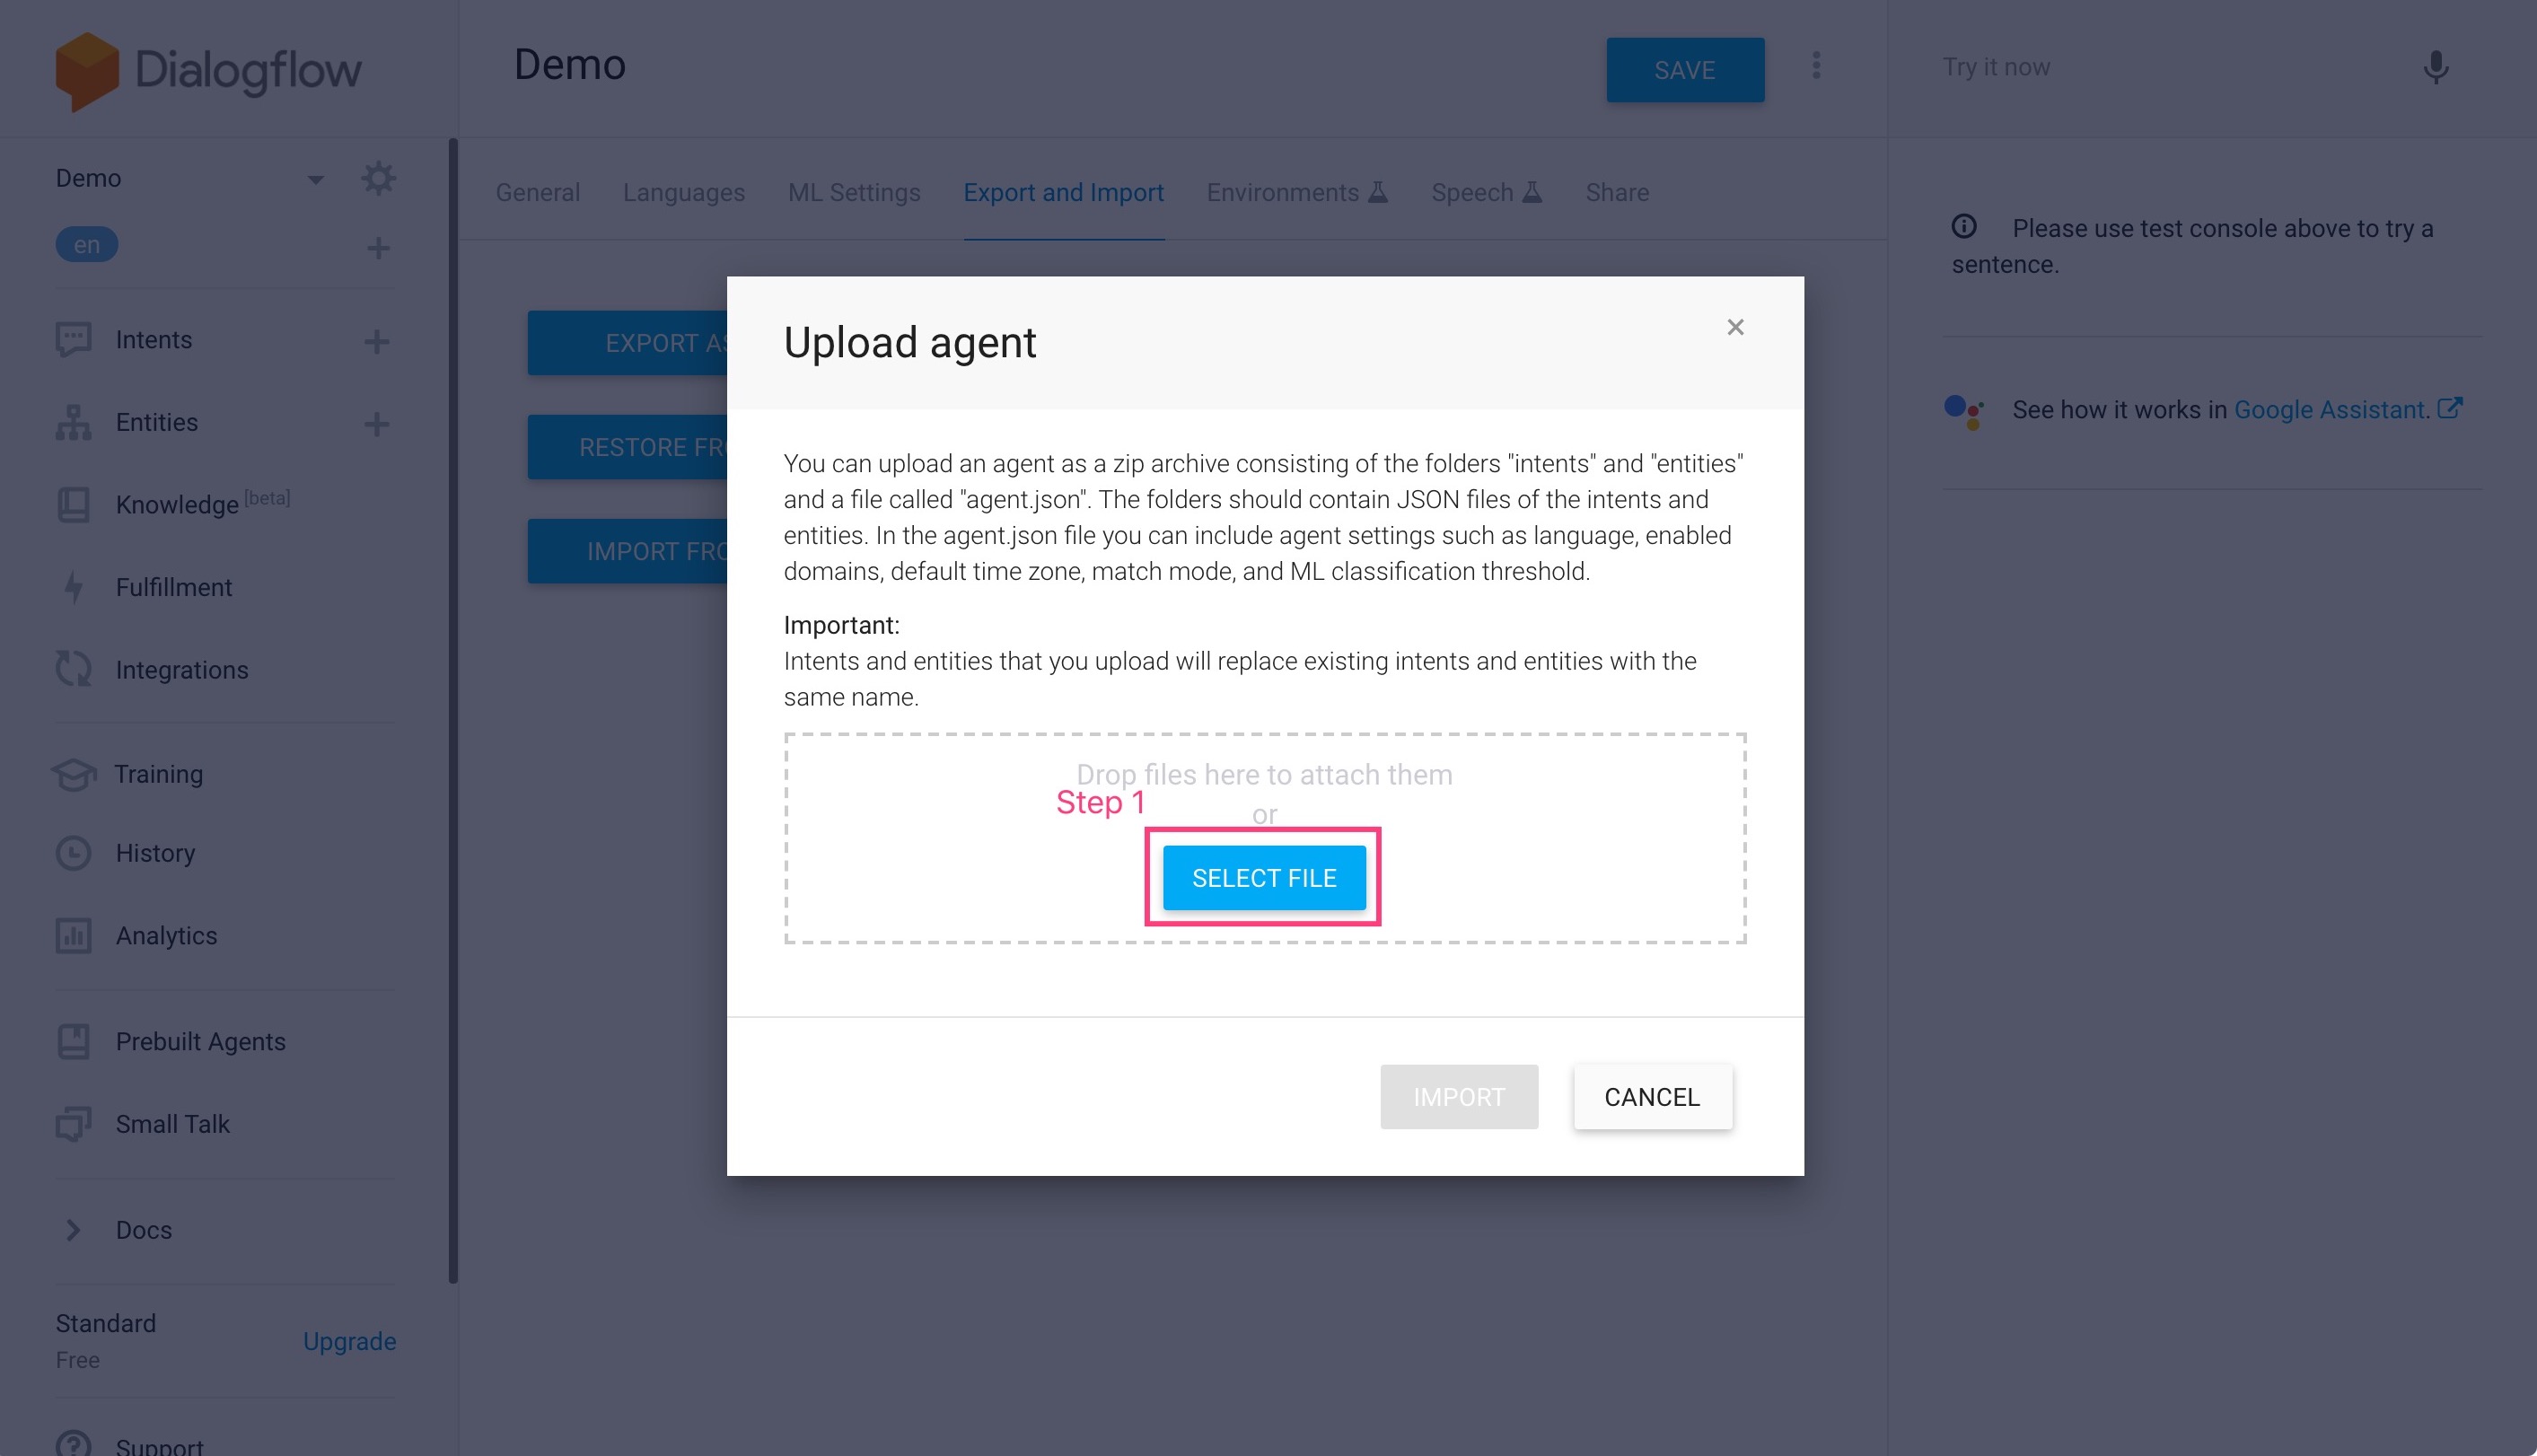 Dialogflow
Demo
SAVE
Try it now
Demo
en
General Languages ML Settings Export and Import Environments Speech Share
Please use test console above to try a
sentence.
See how it works in Google Assistant.
Intents
Entities
Knowledge [beta]
Fulfillment
Integrations
Training
History
Analytics
Prebuilt Agents
Small Talk
Docs
Standard
Free
Upgrade
Support
EXPORT AS
RESTORE FRO
IMPORT FRO
Upload agent
×
You can upload an agent as a zip archive consisting of the folders "intents" and "entities"
and a file called "agent.json". The folders should contain JSON files of the intents and
entities. In the agent.json file you can include agent settings such as language, enabled
domains, default time zone, match mode, and ML classification threshold.
Important:
Intents and entities that you upload will replace existing intents and entities with the
same name.
Drop files here to attach them
Step 1
or
SELECT FILE
IMPORT
CANCEL